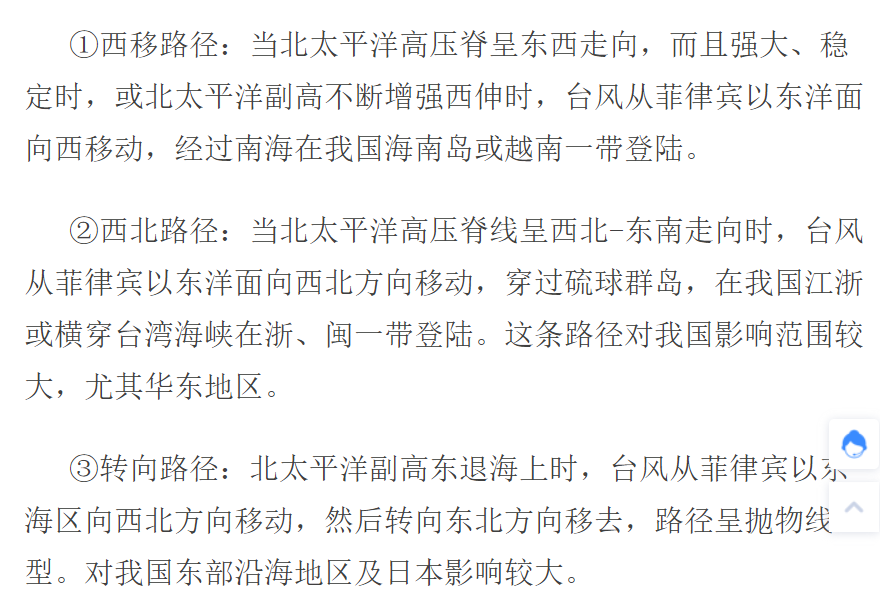 ①西移路径：当北太平洋高压脊呈东西走向，而且强大、稳
定时，或北太平洋副高不断增强西伸时，台风从菲律宾以东洋面
向西移动，经过南海在我国海南岛或越南一带登陆。
②西北路径：当北太平洋高压脊线呈西北-东南走向时，台风
从菲律宾以东洋面向西北方向移动，穿过硫球群岛，在我国江浙
或横穿台湾海峡在浙、闽一带登陆。这条路径对我国影响范围较
大，尤其华东地区。
③转向路径：北太平洋副高东退海上时，台风从菲律宾以东
海区向西北方向移动，然后转向东北方向移去，路径呈抛物线
型。对我国东部沿海地区及日本影响较大。